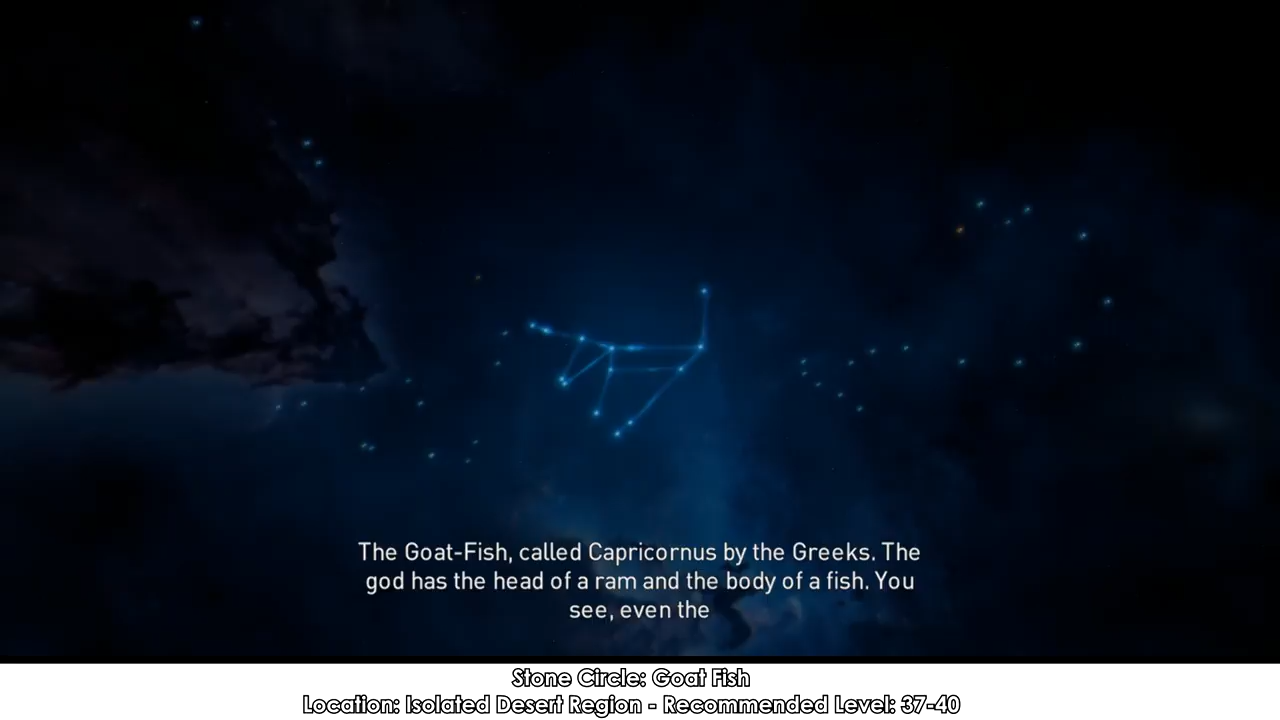 The Goat-Fish, called Capricornus by the Greeks. The
god has the head of a ram and the body of a fish. You
see, even the
Stone Circle: Goat Fish
Location: Isolated Desert Region - Recommended Level: 37-40